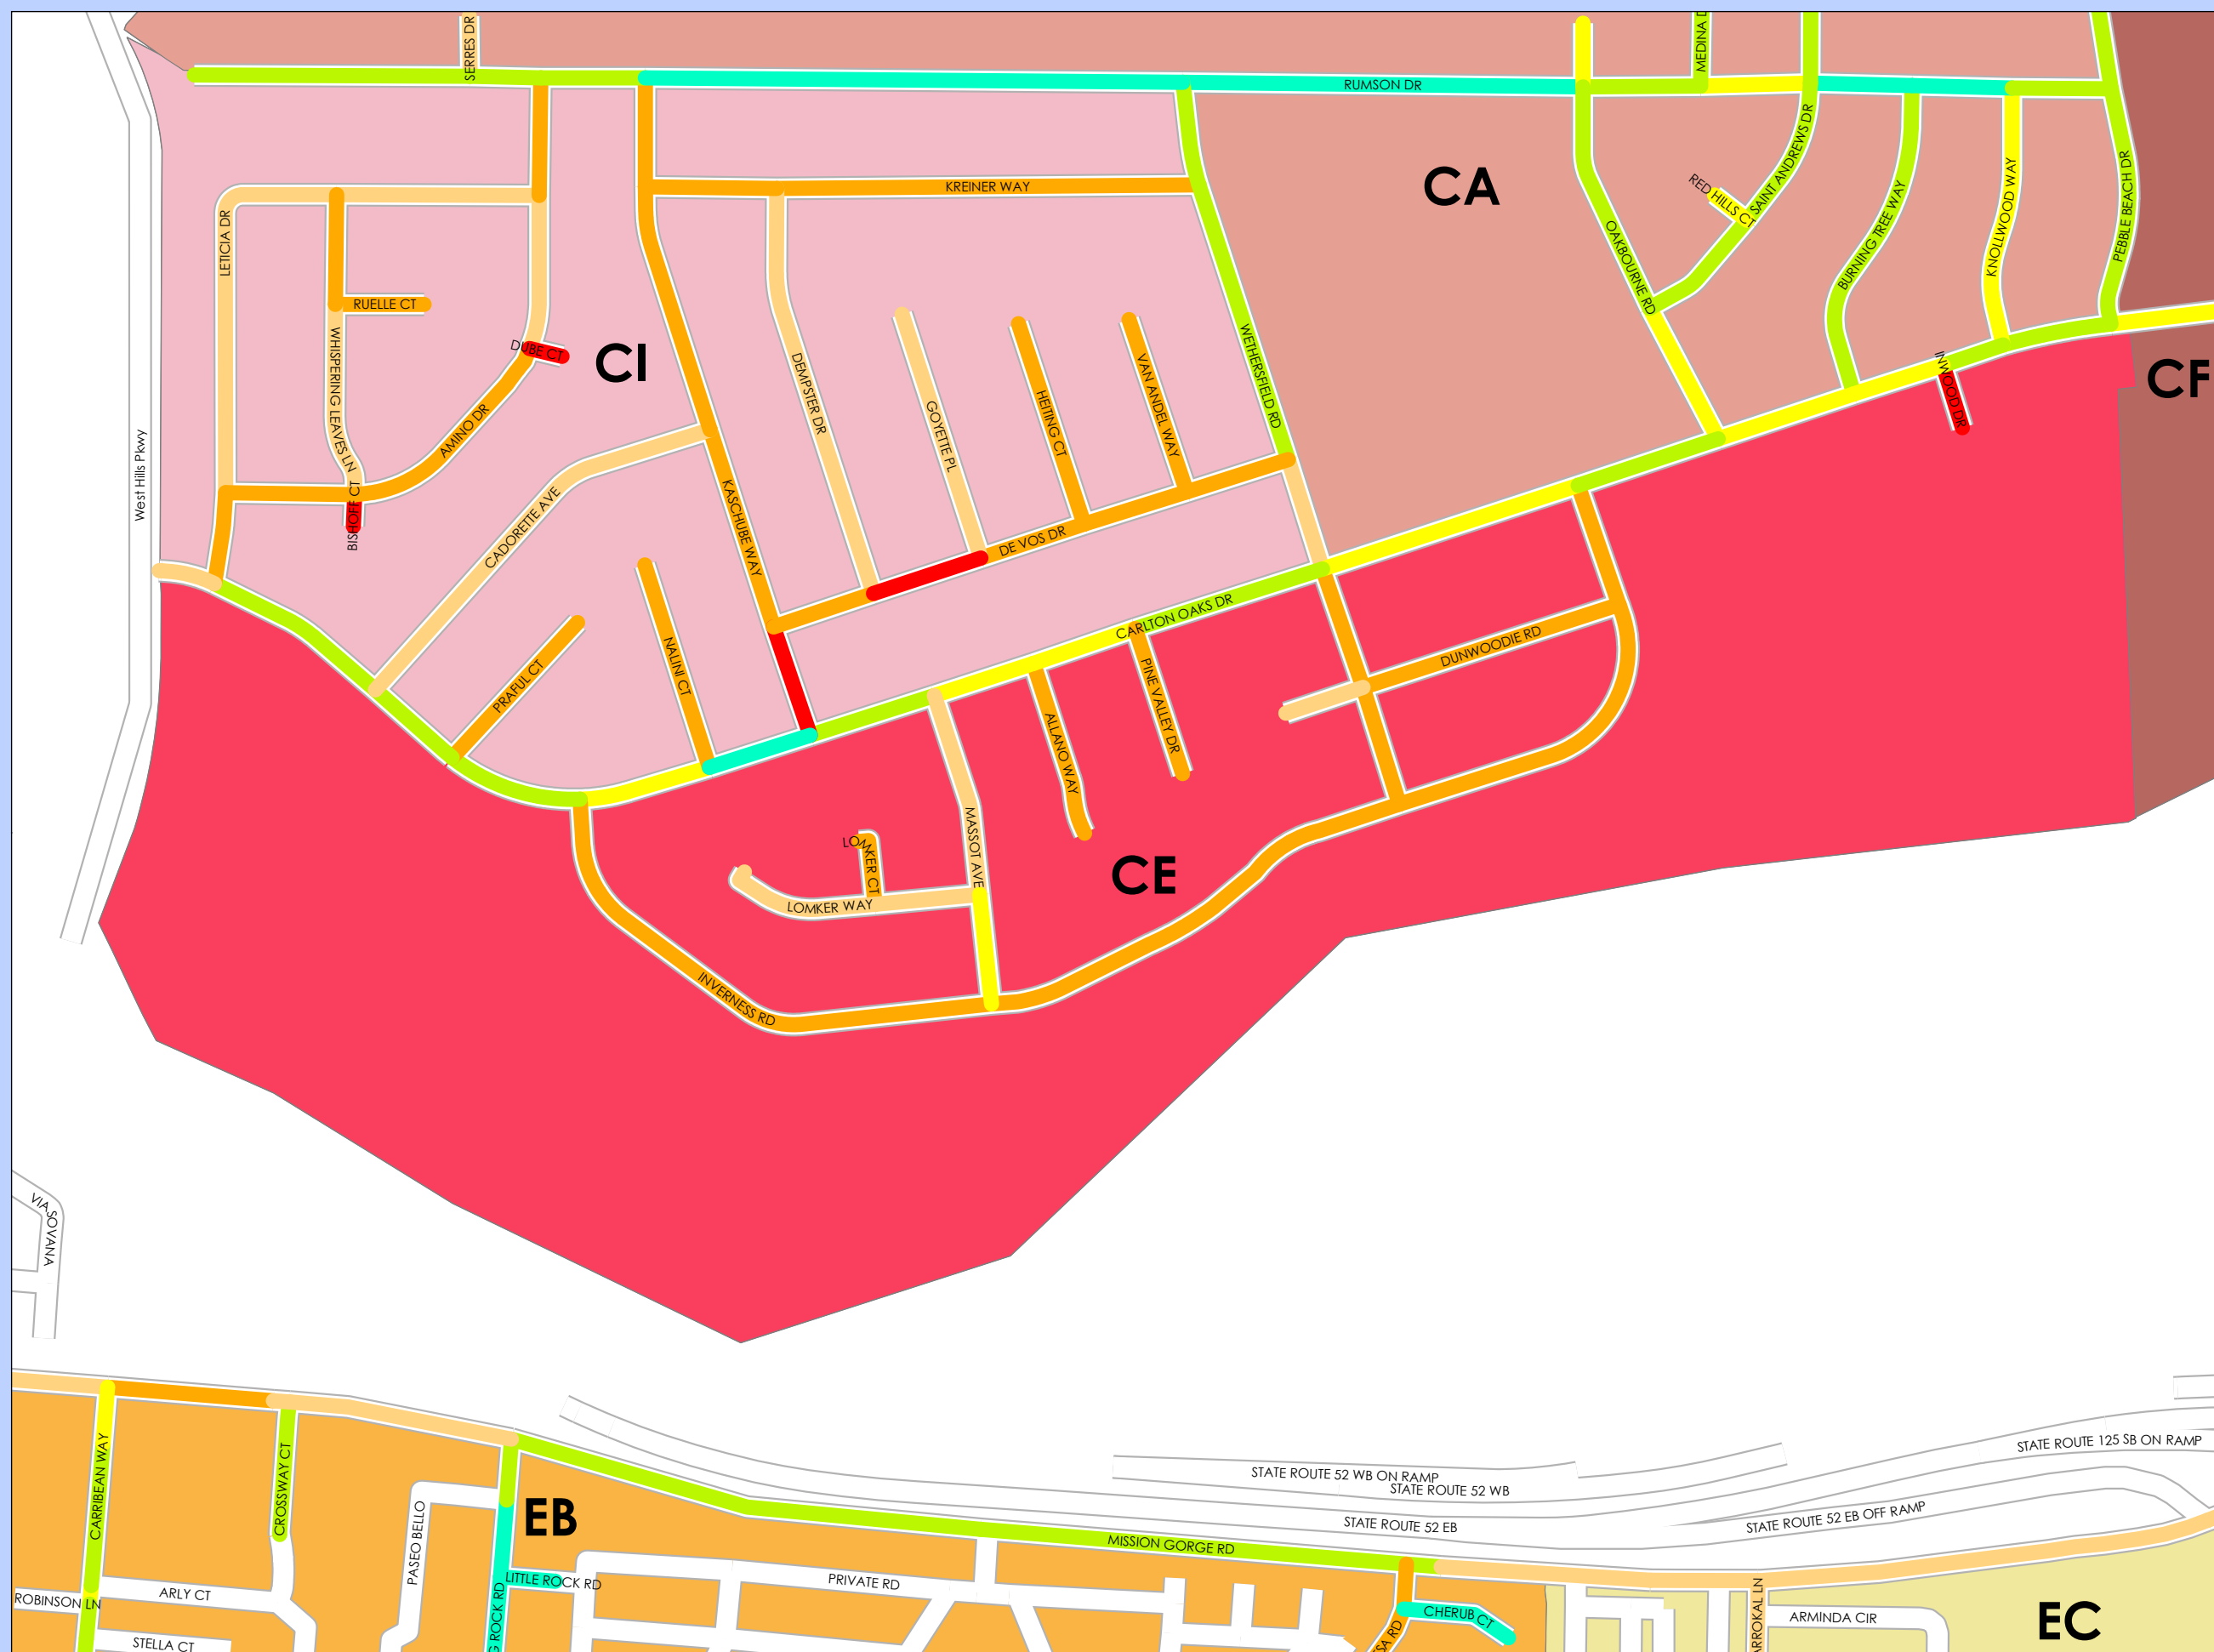 SERRES DR
MEDINA D
RUMSON DR
KREINER WAY
CA
RED HILLS CT
SAINT ANDREWS DR
PEBBLE BEACH DR
KNOLLWOOD WAY
BURNING TREE WAY
OAKBOURNE RD
LETICIA DR
RUELLE CT
WHISPERING LEAVES LN
DUBE CT
CI
DEMPSTER DR
GOYETTE PL
HEITING CT
VAN ANDEL WAY
WETHERSFIELD RD
INWOOD DR
CF
AMINO DR
West Hills Pkwy
BISHOFF CT
CADORETTE AVE
KASCHUBE WAY
DE VOS DR
CARLTON OAKS DR
DUNWOODIE RD
PRAFUL CT
NALINI CT
PINE VALLEY DR
ALLANO WAY
MASSOT AVE
LOMKER CT
LOMKER WAY
CE
INVERNESS RD
VIA SOVANA
STATE ROUTE 125 SB ON RAMP
STATE ROUTE 52 WB ON RAMP
STATE ROUTE 52 WB
STATE ROUTE 52 EB
STATE ROUTE 52 EB OFF RAMP
CARRIBEAN WAY
CROSSWAY CT
PASEO BELLO
EB
MISSION GORGE RD
LITTLE ROCK RD
PRIVATE RD
ARLY CT
ROBINSON LN
STELLA CT
G ROCK RD
CHERUB CT
SA RD
ARROKAL LN
ARMINDA CIR
EC